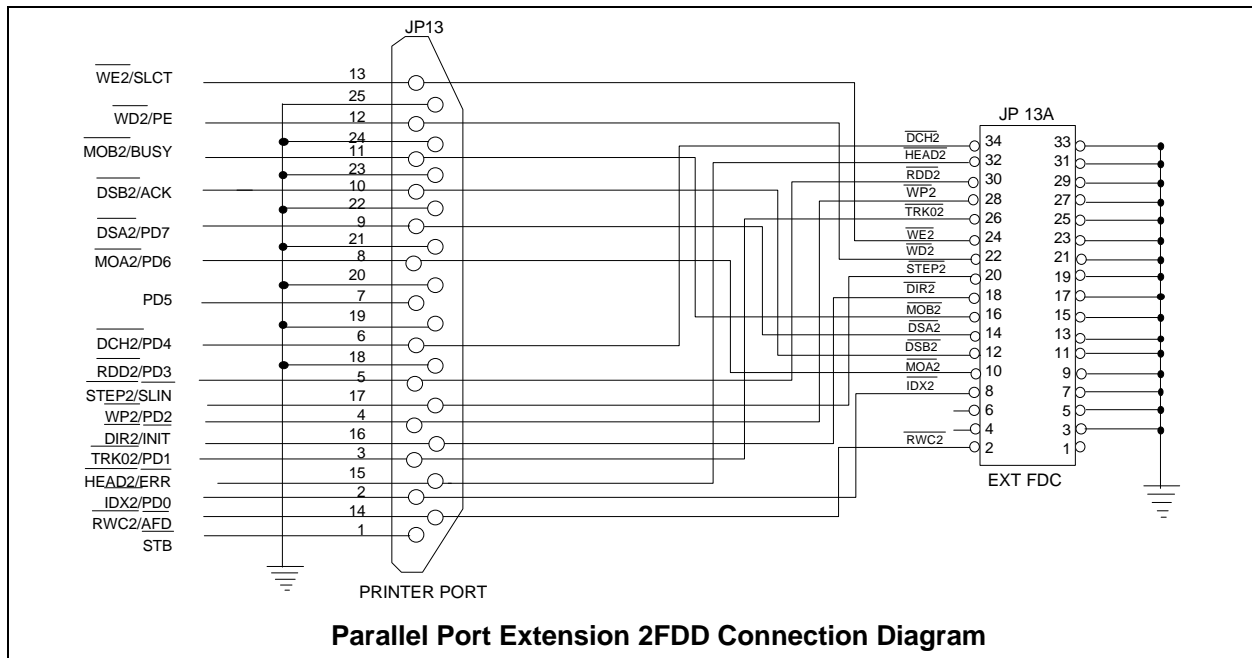 JP13
WE2/SLCT 13
25
WD2/PE 12
24
MOB2/BUSY 11
23
DSB2/ACK 10
22
DSA2/PD7 9
21
MOA2/PD6 8
20
PD5 7
19
DCH2/PD4 6
18
RDD2/PD3 5
STEP2/SLIN 17
WP2/PD2 4
DIR2/INIT 16
TRK02/PD1 3
HEAD2/ERR 15
IDX2/PD0 2
RWC2/AFD 14
STB 1
PRINTER PORT
JP 13A
DCH2 34 33
HEAD2 32 31
RDD2 30 29
WP2 28 27
TRK02 26 25
WE2 24 23
WD2 22 21
STEP2 20 19
DIR2 18 17
MOB2 16 15
DSA2 14 13
DSB2 12 11
MOA2 10 9
IDX2 8 7
6 5
4 3
RWC2 2 1
EXT FDC
Parallel Port Extension 2FDD Connection Diagram